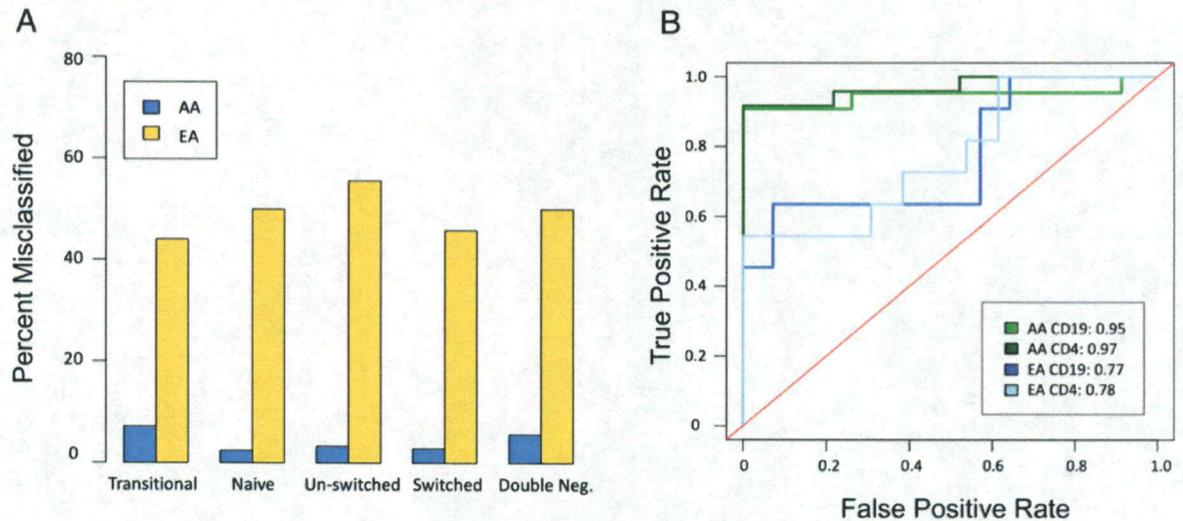 A
Percent Misclassified
80
60
40
20
0
AA
EA
Transitional
Naive
Un-switched
Switched
Double Neg.
B
True Positive Rate
1.0
0.8
0.6
0.4
0.2
0
AA CD19: 0.95
AA CD4: 0.97
EA CD19: 0.77
EA CD4: 0.78
0
0.2
0.4
0.6
0.8
1.0
False Positive Rate